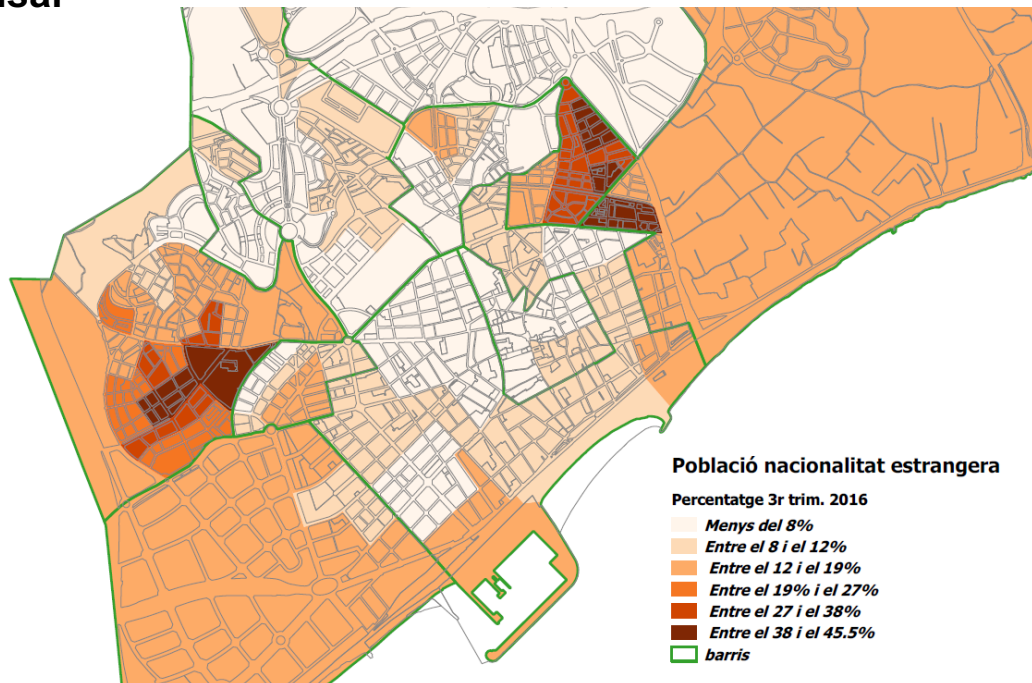 Població nacionalitat estrangera
Percentatge 3r trim. 2016
Menys del 8%
Entre el 8 i el 12%
Entre el 12 i el 19%
Entre el 19% i el 27%
Entre el 27 i el 38%
Entre el 38 i el 45.5%
barris